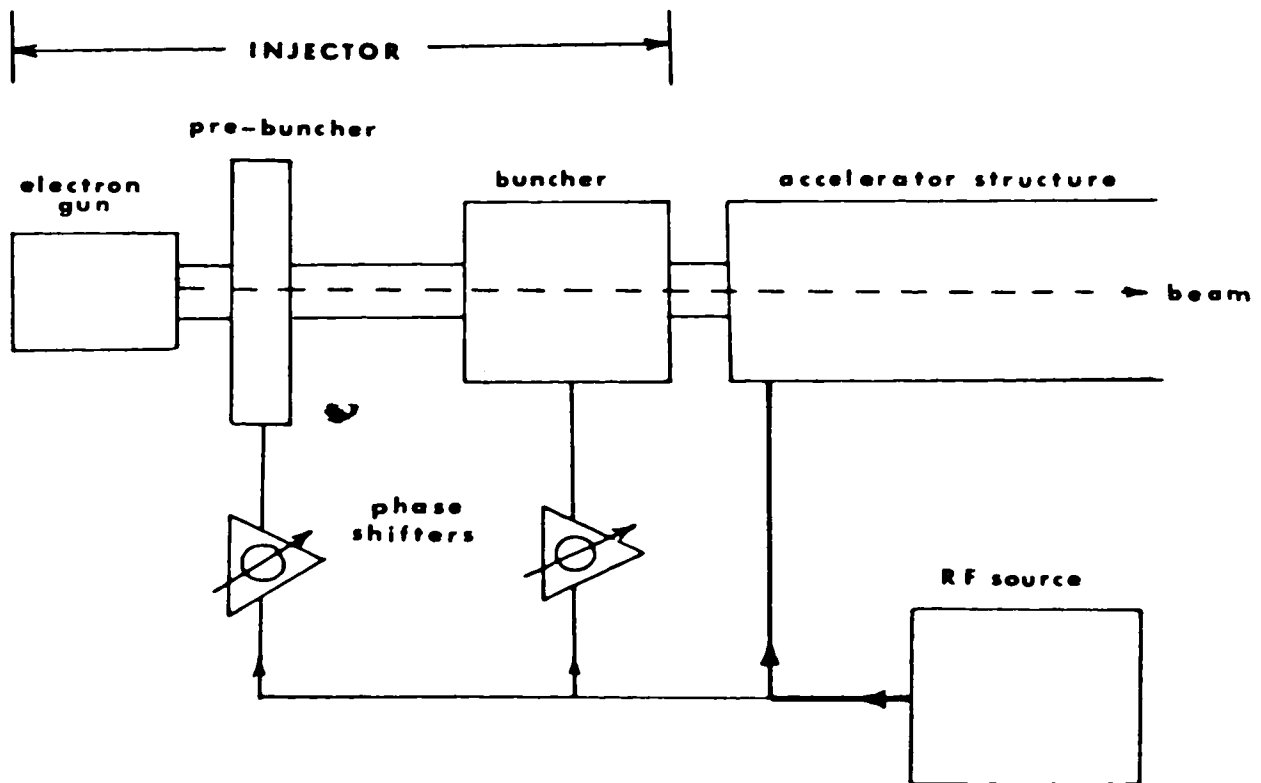 INJECTOR
pre-buncher
electron
gun
buncher
accelerator structure
beam
phase
shifters
RF source